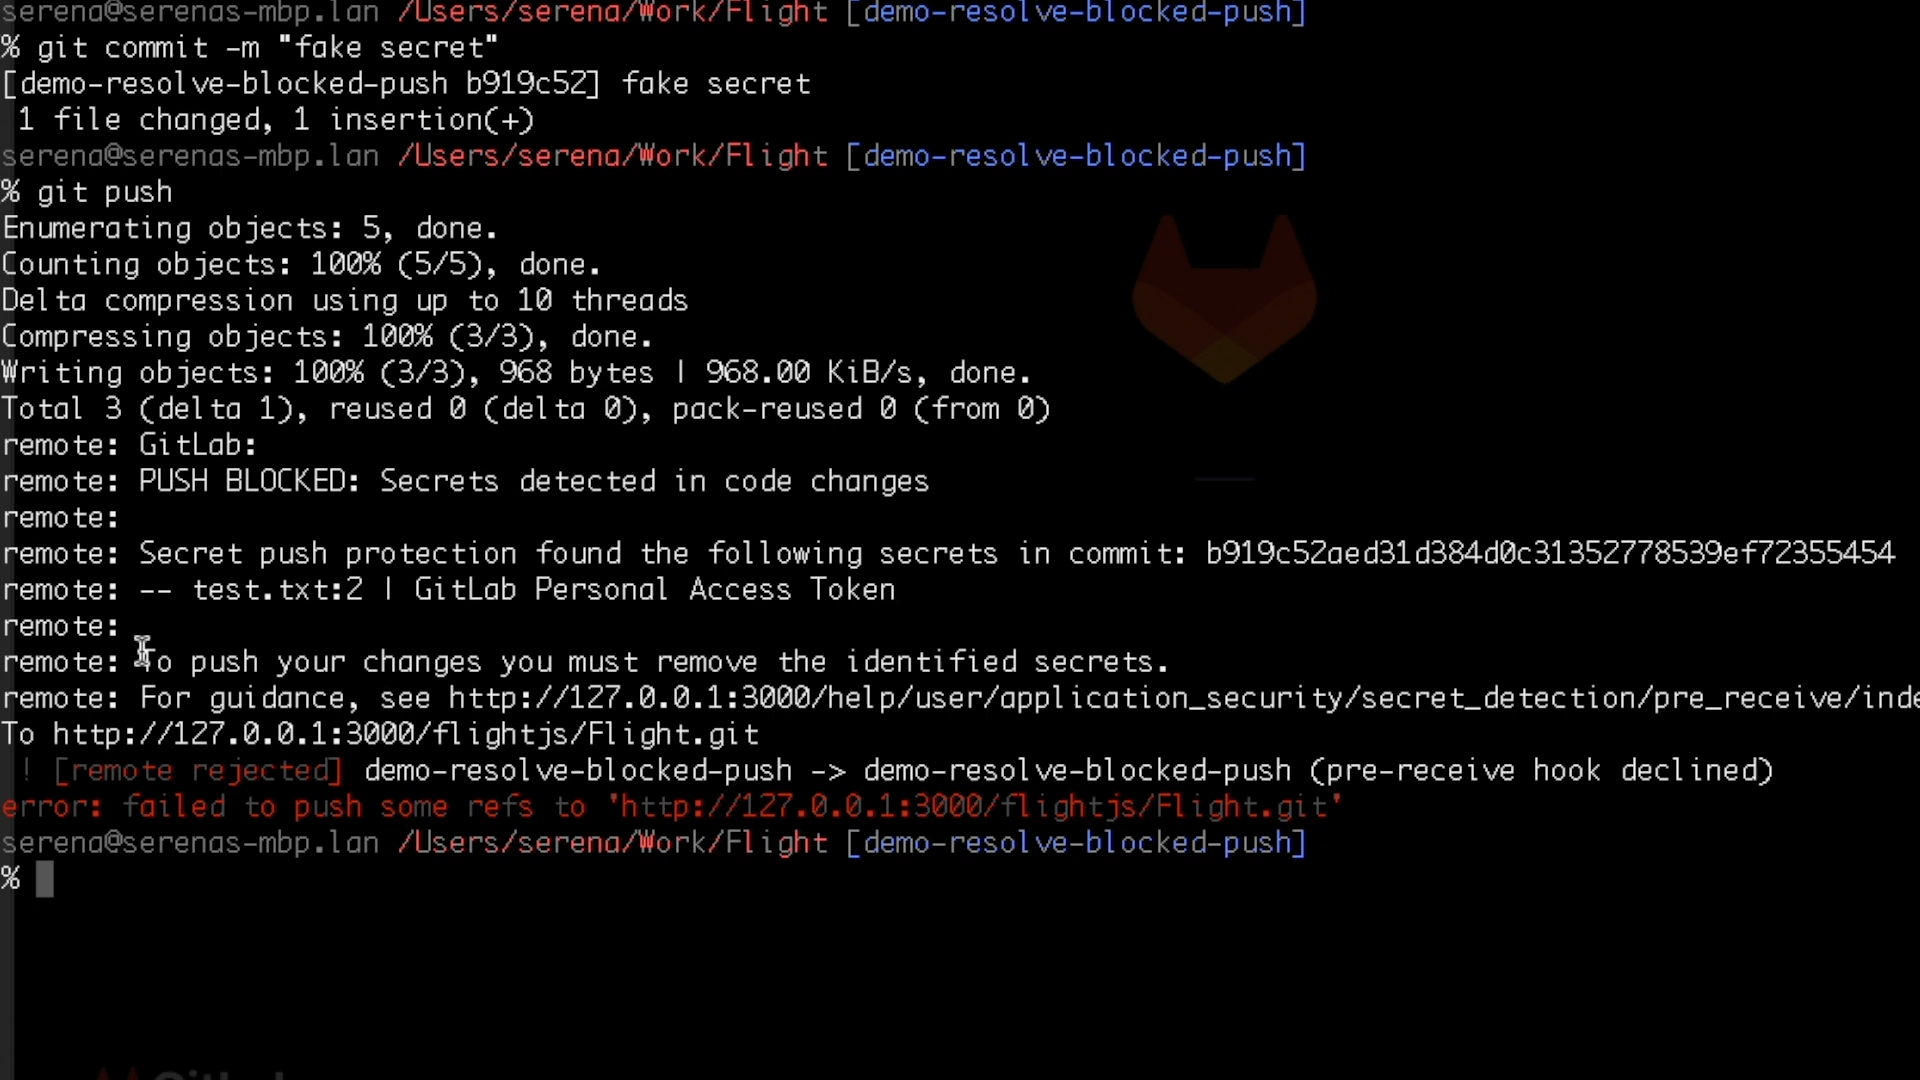 serena@serenas-mbp.lan /Users/serena/Work/Flight [demo-resolve-blocked-push]
% git commit -m "fake secret"
[demo-resolve-blocked-push b919c52] fake secret
 1 file changed, 1 insertion(+)
serena@serenas-mbp.lan /Users/serena/Work/Flight [demo-resolve-blocked-push]
% git push
Enumerating objects: 5, done.
Counting objects: 100% (5/5), done.
Delta compression using up to 10 threads
Compressing objects: 100% (3/3), done.
Writing objects: 100% (3/3), 968 bytes | 968.00 KiB/s, done.
Total 3 (delta 1), reused 0 (delta 0), pack-reused 0 (from 0)
remote: GitLab:
remote: PUSH BLOCKED: Secrets detected in code changes
remote:
remote: Secret push protection found the following secrets in commit: b919c52aed31d384d0c31352778539ef72355454
remote: -- test.txt:2 | GitLab Personal Access Token
remote:
remote: To push your changes you must remove the identified secrets.
remote: For guidance, see http://127.0.0.1:3000/help/user/application_security/secret_detection/pre_receive/inde
To http://127.0.0.1:3000/flightjs/Flight.git
 ! [remote rejected] demo-resolve-blocked-push -> demo-resolve-blocked-push (pre-receive hook declined)
error: failed to push some refs to 'http://127.0.0.1:3000/flightjs/Flight.git'
serena@serenas-mbp.lan /Users/serena/Work/Flight [demo-resolve-blocked-push]
%